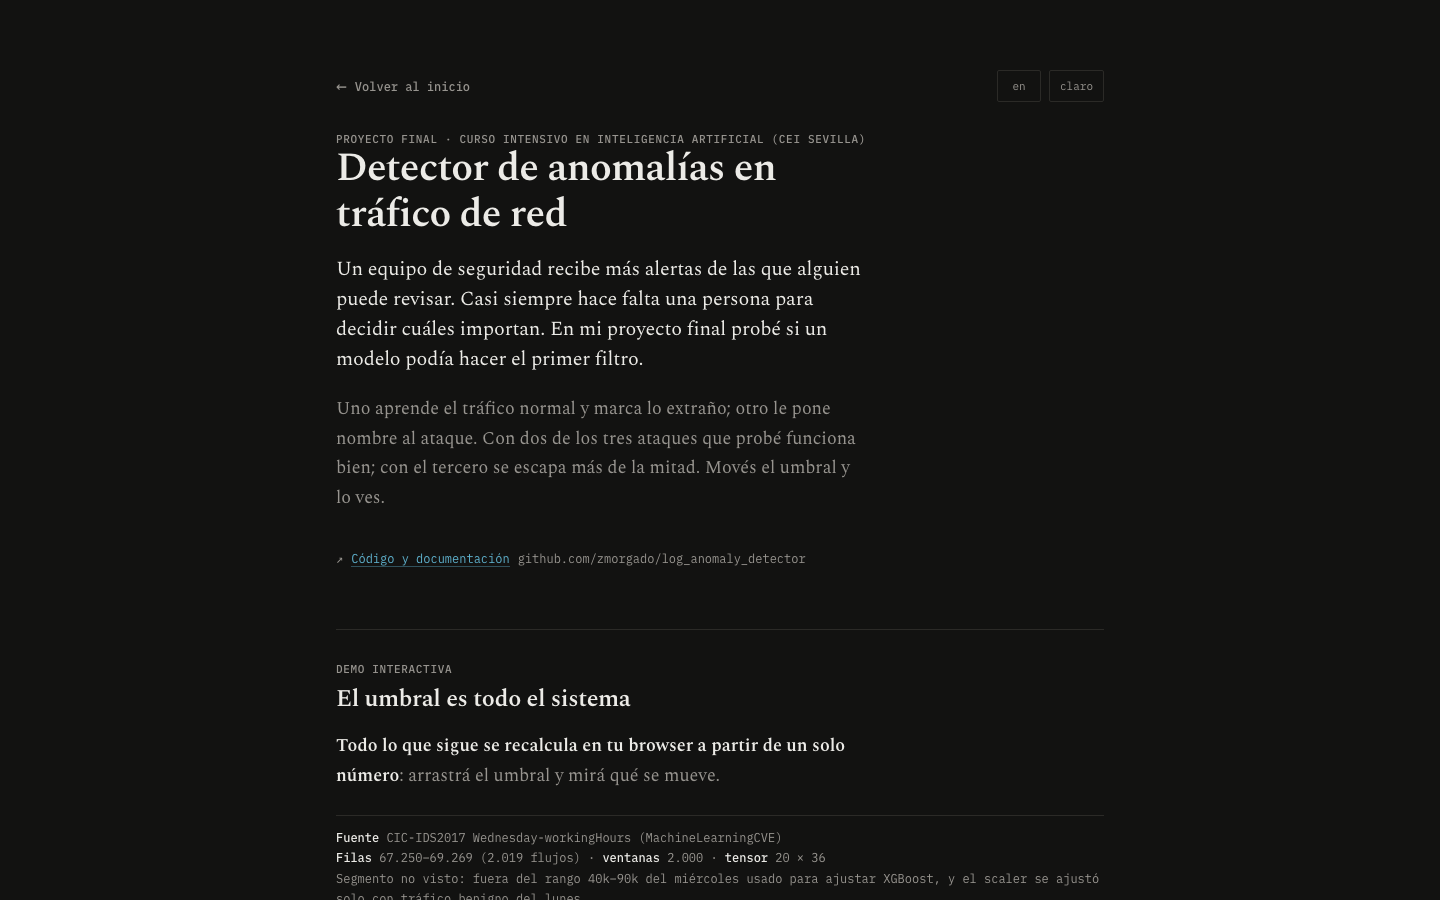 ← Volver al inicio
en
claro
PROYECTO FINAL · CURSO INTENSIVO EN INTELIGENCIA ARTIFICIAL (CEI SEVILLA)
Detector de anomalías en
tráfico de red
Un equipo de seguridad recibe más alertas de las que alguien
puede revisar. Casi siempre hace falta una persona para
decidir cuáles importan. En mi proyecto final probé si un
modelo podía hacer el primer filtro.
Uno aprende el tráfico normal y marca lo extraño; otro le pone
nombre al ataque. Con dos de los tres ataques que probé funciona
bien; con el tercero se escapa más de la mitad. Movés el umbral y
lo ves.
↗ Código y documentación github.com/zmorgado/log_anomaly_detector
DEMO INTERACTIVA
El umbral es todo el sistema
Todo lo que sigue se recalcula en tu browser a partir de un solo
número: arrastrá el umbral y mirá qué se mueve.
Fuente CIC-IDS2017 Wednesday-workingHours (MachineLearningCVE)
Filas 67.250–69.269 (2.019 flujos) · ventanas 2.000 · tensor 20 × 36
Segmento no visto: fuera del rango 40k–90k del miércoles usado para ajustar XGBoost, y el scaler se ajustó
solo con tráfico benigno del lunes.